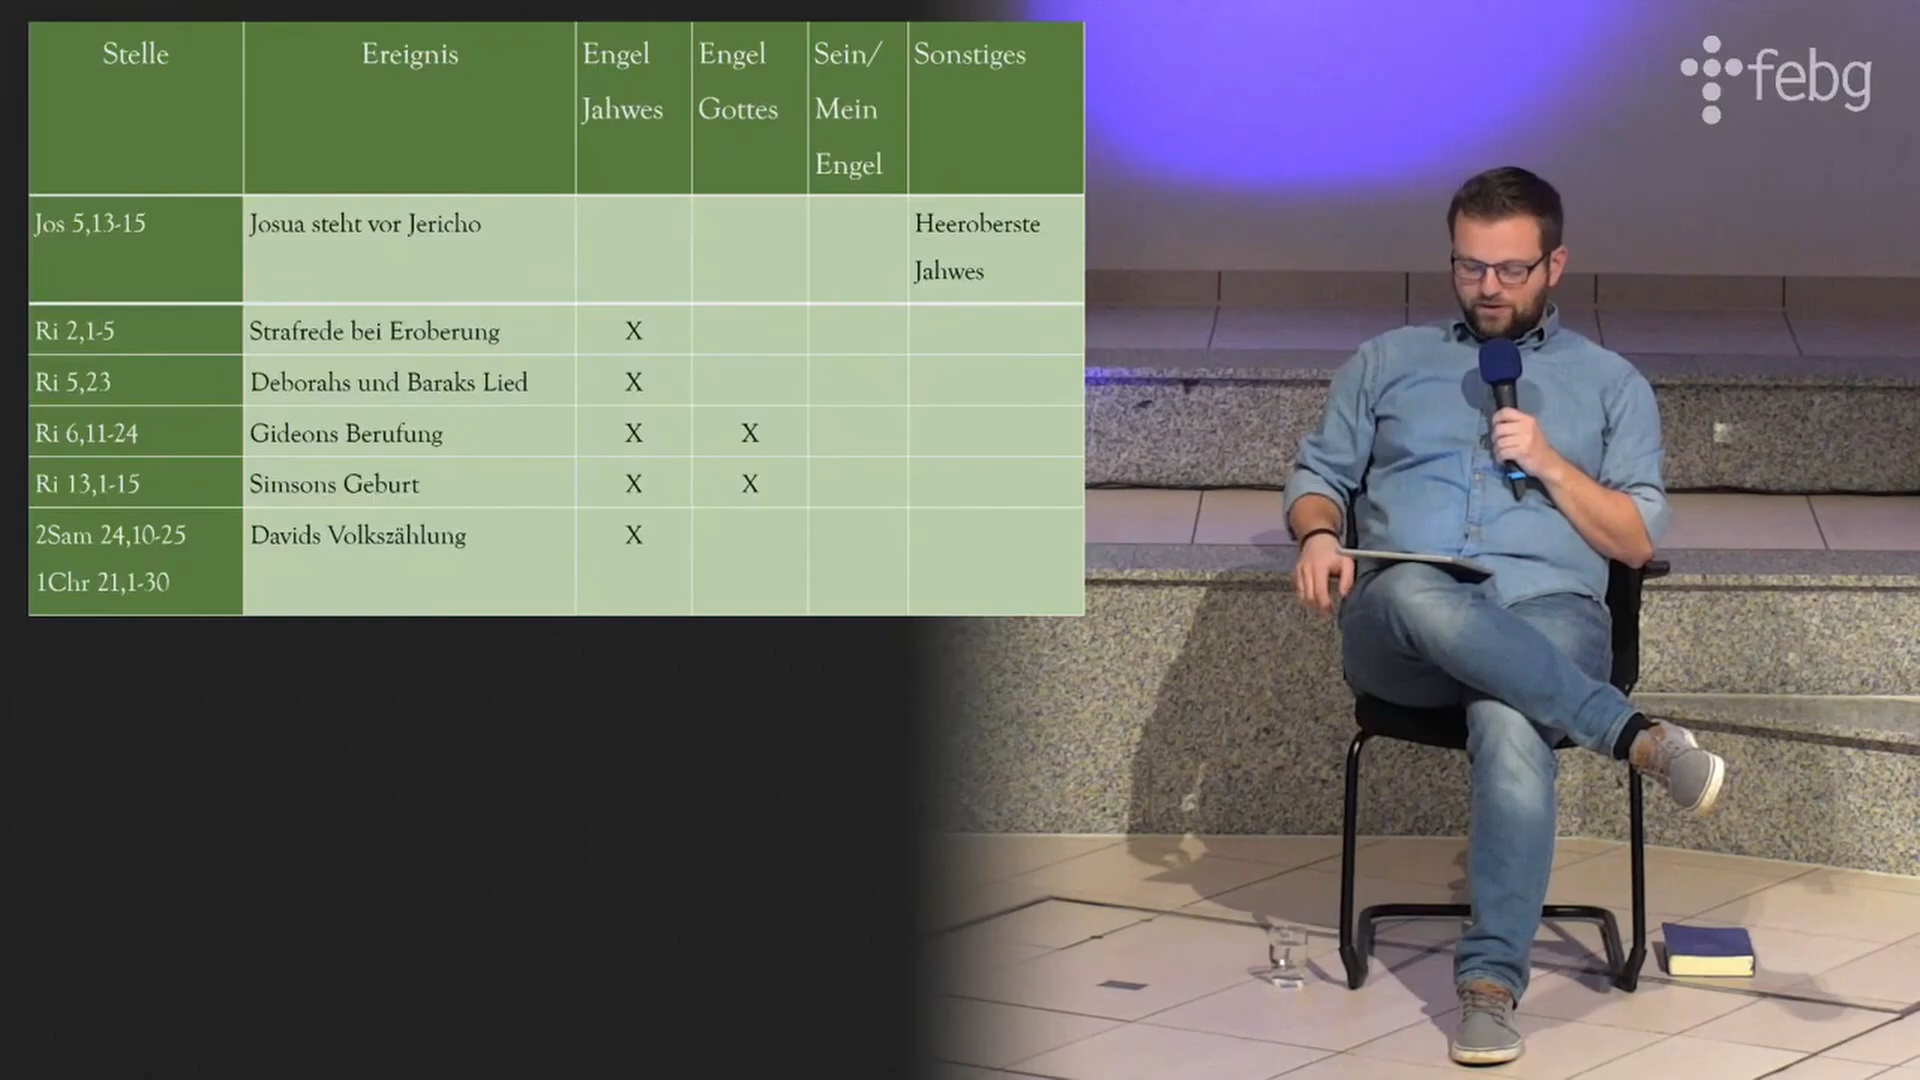 Stelle Ereignis Engel Jahwes Engel Gottes Sein/ Mein Engel Sonstiges
Jos 5,13-15 Josua steht vor Jericho Heeroberste Jahwes
Ri 2,1-5 Strafrede bei Eroberung X
Ri 5,23 Deborahs und Baraks Lied X
Ri 6,11-24 Gideons Berufung X X
Ri 13,1-15 Simsons Geburt X X
2Sam 24,10-25 Davids Volkszählung X
1Chr 21,1-30
febg